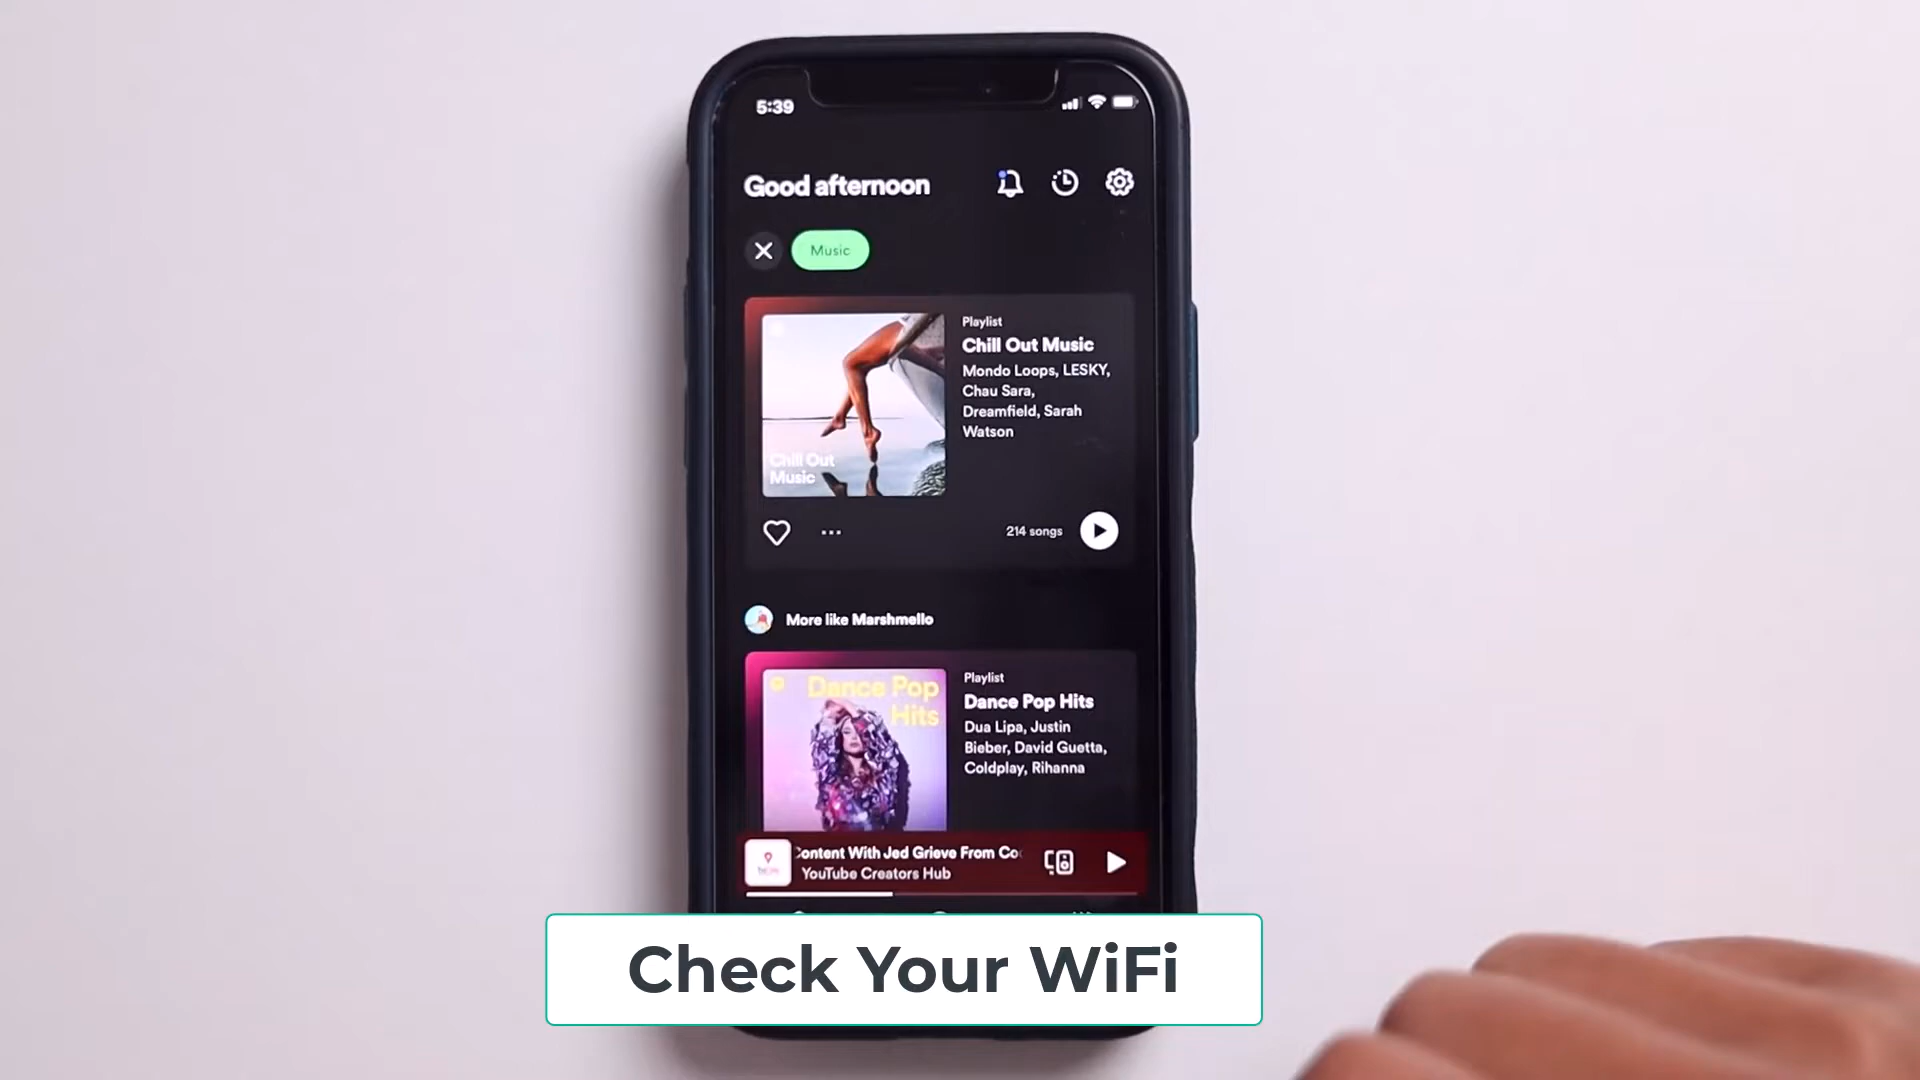 5:39
Good afternoon
Music
Playlist
Chill Out Music
Mondo Loops, LESKY,
Chau Sara,
Dreamfield, Sarah
Watson
Chill Out
Music
214 songs
More like Marshmello
Dance Pop
Hits
Playlist
Dance Pop Hits
Dua Lipa, Justin
Bieber, David Guetta,
Coldplay, Rihanna
Content With Jed Grieve From Co
YouTube Creators Hub
Check Your WiFi